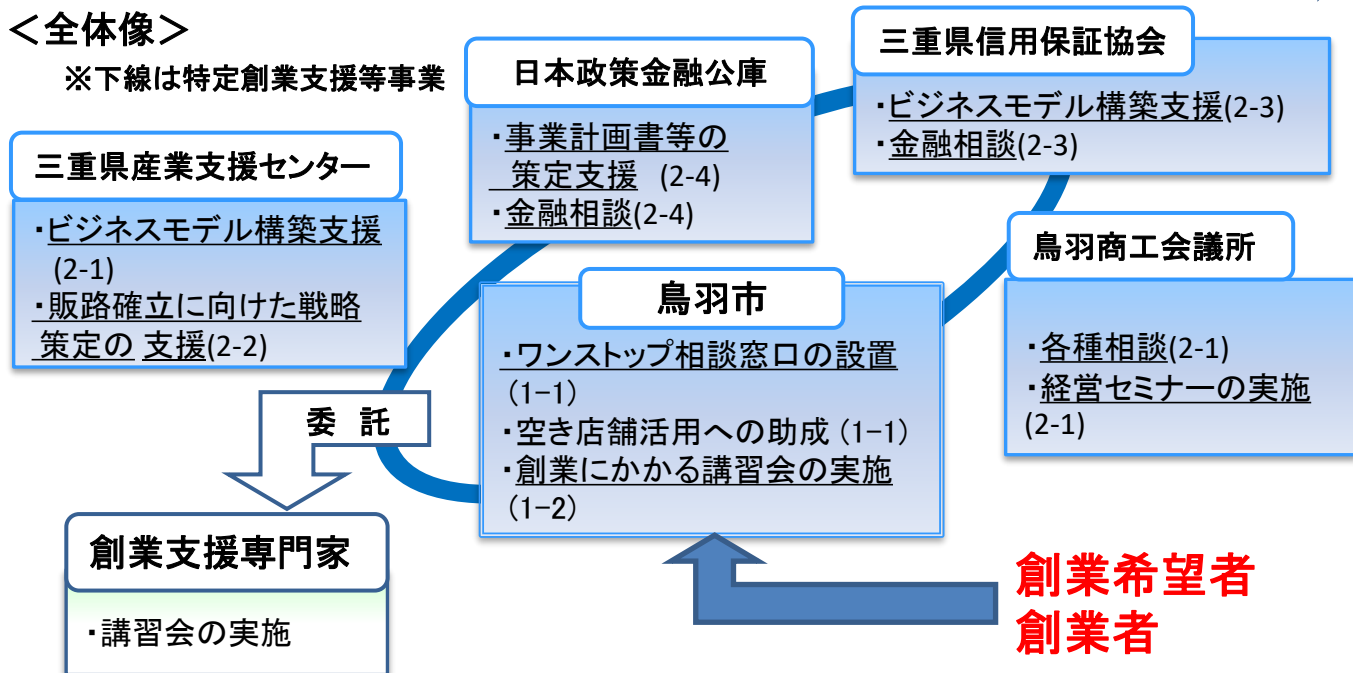 ＜全体像＞
※下線は特定創業支援等事業
三重県産業支援センター
・ビジネスモデル構築支援
(2-1)
・販路確立に向けた戦略
策定の 支援(2-2)
日本政策金融公庫
・事業計画書等の
策定支援 (2-4)
・金融相談(2-4)
三重県信用保証協会
・ビジネスモデル構築支援(2-3)
・金融相談(2-3)
鳥羽商工会議所
・各種相談(2-1)
・経営セミナーの実施
(2-1)
鳥羽市
・ワンストップ相談窓口の設置
(1-1)
・空き店舗活用への助成 (1-1)
・創業にかかる講習会の実施
(1-2)
委 託
創業支援専門家
・講習会の実施
創業希望者
創業者